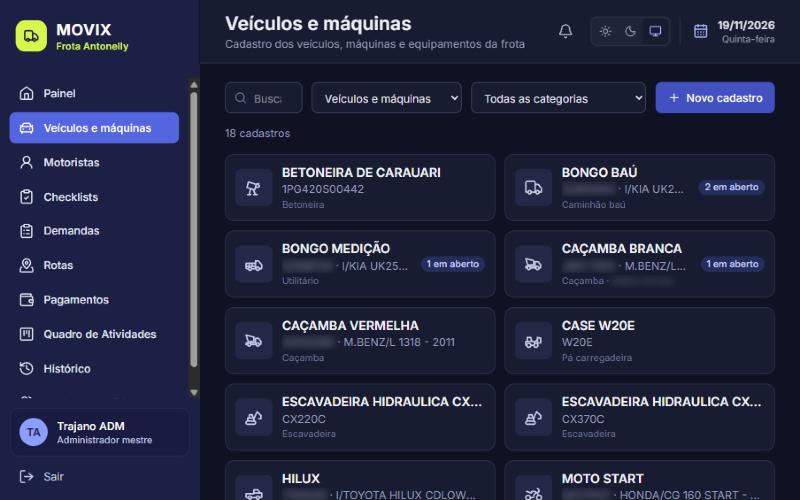 MOVIX
Frota Antonelly
Painel
Veículos e máquinas
Motoristas
Checklists
Demandas
Rotas
Pagamentos
Quadro de Atividades
Histórico
TA
Trajano ADM
Administrador mestre
Sair
Veículos e máquinas
Cadastro dos veículos, máquinas e equipamentos da frota
19/11/2026
Quinta-feira
Busca
Veículos e máquinas
Todas as categorias
+ Novo cadastro
18 cadastros
BETONEIRA DE CARAUARI
1PG420S00442
Betoneira
BONGO BAÚ
· I/KIA UK2...
2 em aberto
Caminhão baú
BONGO MEDIÇÃO
· I/KIA UK25...
1 em aberto
Utilitário
CAÇAMBA BRANCA
· M.BENZ/L...
1 em aberto
Caçamba ·
CAÇAMBA VERMELHA
· M.BENZ/L 1318 - 2011
Caçamba
CASE W20E
W20E
Pá carregadeira
ESCAVADEIRA HIDRAULICA CX...
CX220C
Escavadeira
ESCAVADEIRA HIDRAULICA CX...
CX370C
Escavadeira
HILUX
· I/TOYOTA HILUX CDLOW...
MOTO START
· HONDA/CG 160 START - ...